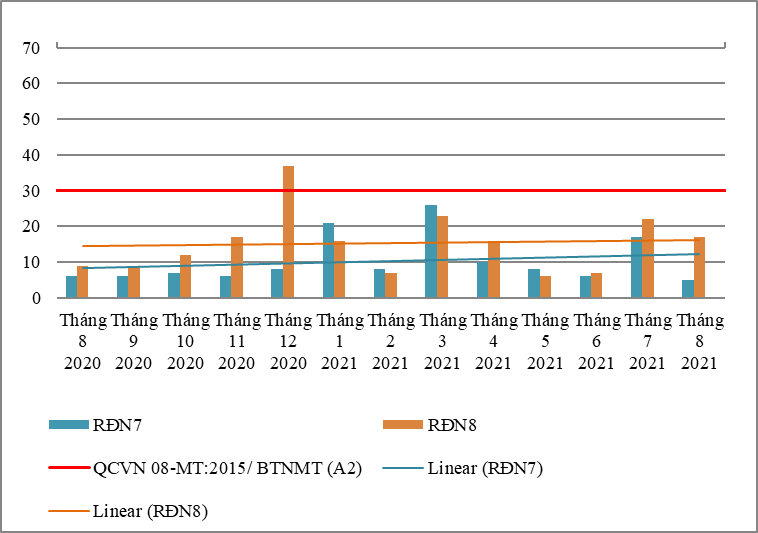 70
60
50
40
30
20
10
0
Tháng Tháng Tháng Tháng Tháng Tháng Tháng Tháng Tháng Tháng Tháng Tháng Tháng
8 9 10 11 12 1 2 3 4 5 6 7 8
2020 2020 2020 2020 2020 2021 2021 2021 2021 2021 2021 2021 2021
RĐN7 RĐN8
QCVN 08-MT:2015/ BTNMT (A2) Linear (RĐN7)
Linear (RĐN8)